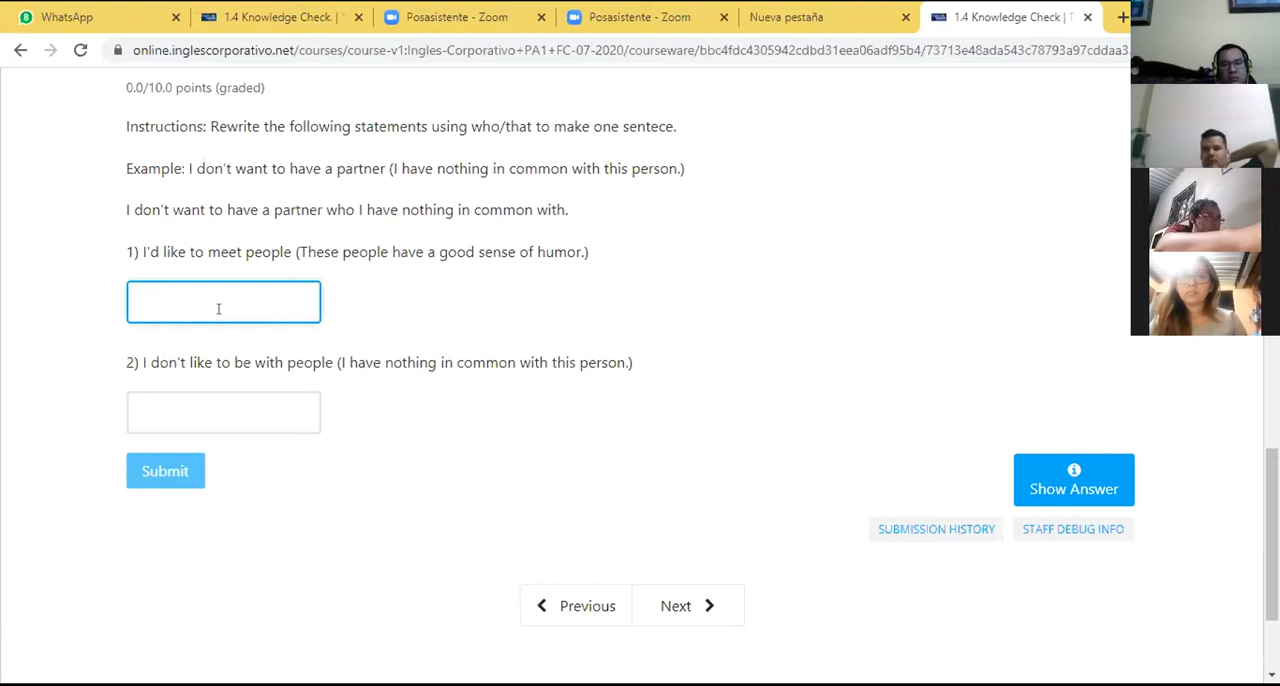 WhatsApp
1.4 Knowledge Check. |
Posasistente - Zoom
Posasistente - Zoom
Nueva pestaña
1.4 Knowledge Check | T
online.inglescorporativo.net/courses/course-v1:Ingles-Corporativo+PA1+FC-07-2020/courseware/bbc4fdc4305942cdbd31eea06adf95b4/73713e48ada543c78793a97cddaa3...
0.0/10.0 points (graded)
Instructions: Rewrite the following statements using who/that to make one sentece.
Example: I don't want to have a partner (I have nothing in common with this person.)
I don't want to have a partner who I have nothing in common with.
1) I'd like to meet people (These people have a good sense of humor.)
2) I don't like to be with people (I have nothing in common with this person.)
Submit
Show Answer
SUBMISSION HISTORY
STAFF DEBUG INFO
Previous
Next